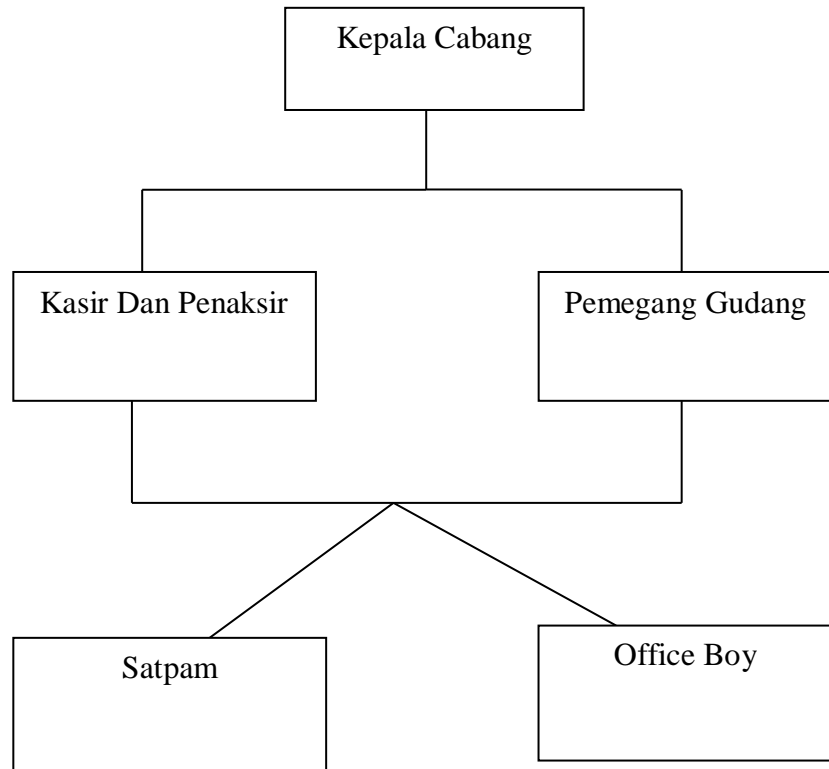 Kepala Cabang
Kasir Dan Penaksir
Pemegang Gudang
Satpam
Office Boy